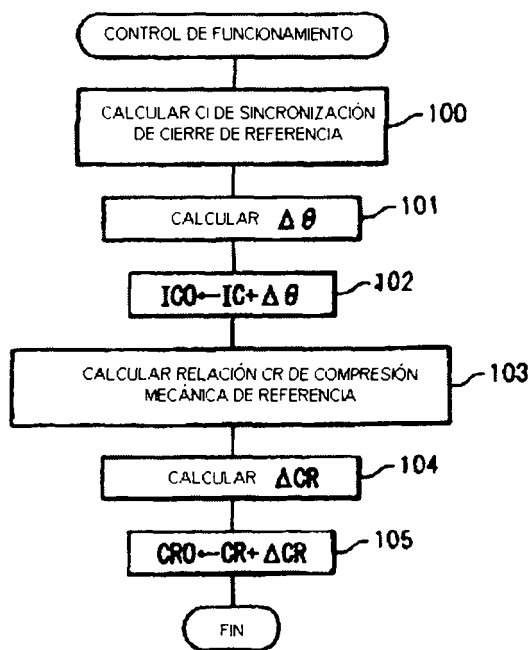 CONTROL DE FUNCIONAMIENTO
CALCULAR CI DE SINCRONIZACIÓN
DE CIERRE DE REFERENCIA
100
CALCULAR Δθ
101
ICO←IC+Δθ
102
CALCULAR RELACIÓN CR DE COMPRESIÓN
MECÁNICA DE REFERENCIA
103
CALCULAR ΔCR
104
CRO←CR+ΔCR
105
FIN